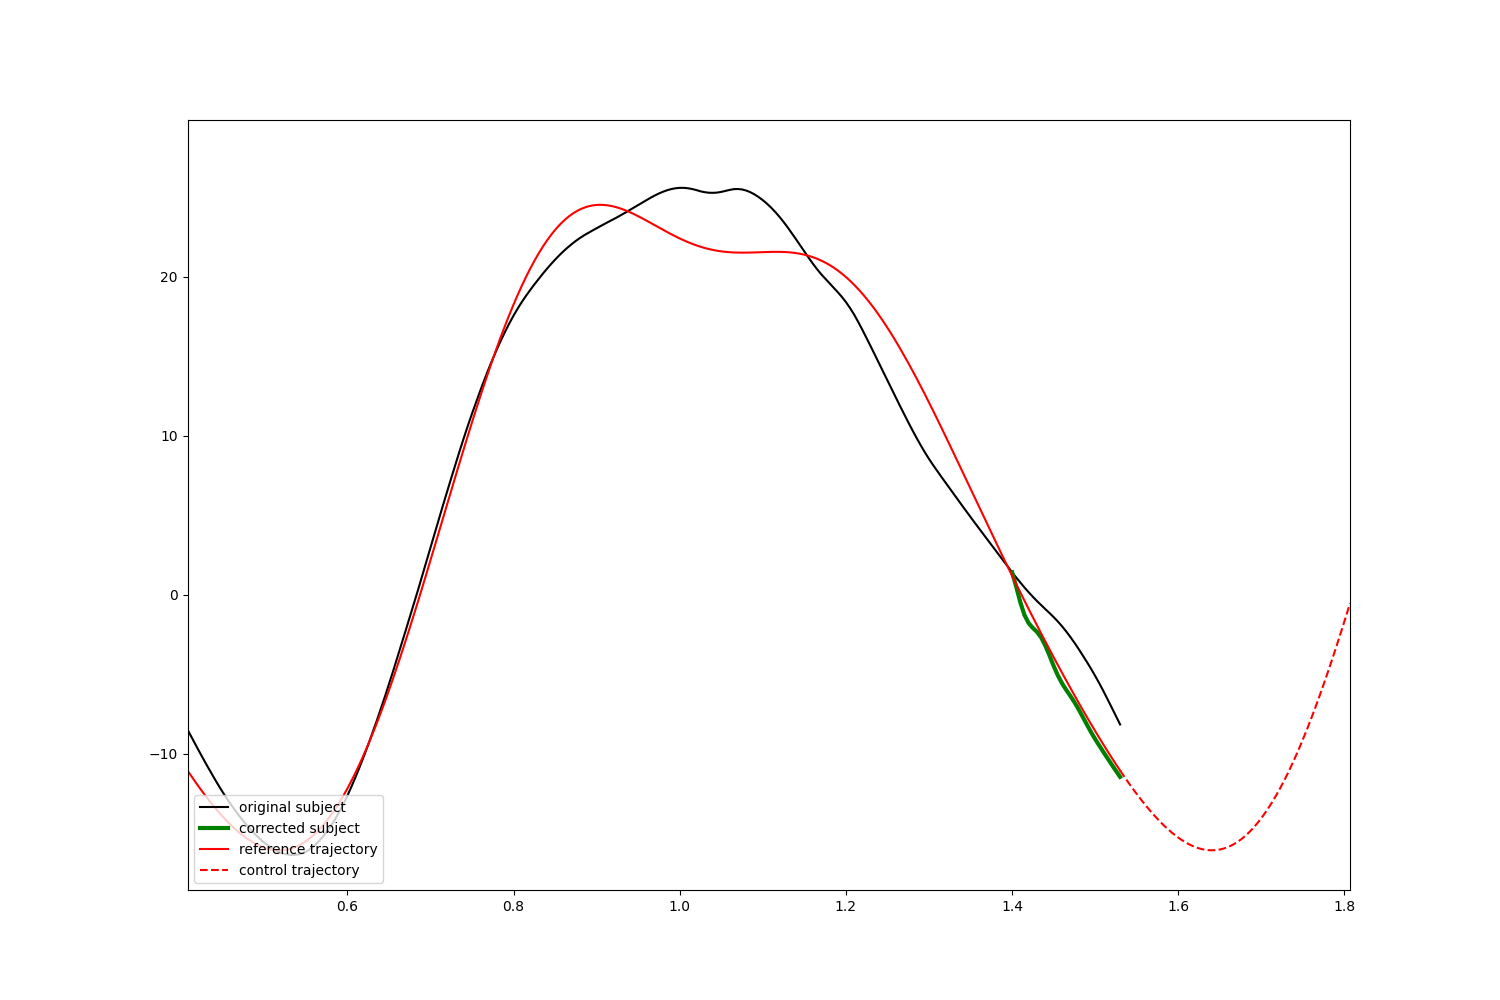 20
10
0
−10
original subject
corrected subject
reference trajectory
control trajectory
0.6 0.8 1.0 1.2 1.4 1.6 1.8